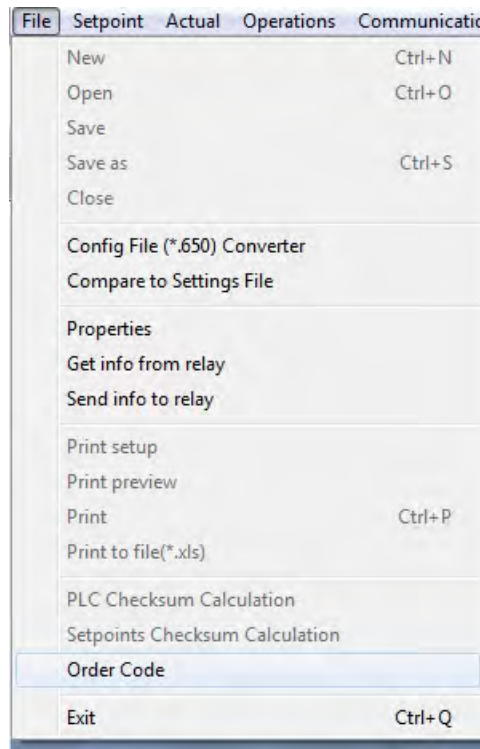 File Setpoint Actual Operations Communicatio
New Ctrl+N
Open Ctrl+O
Save
Save as Ctrl+S
Close
Config File (*.650) Converter
Compare to Settings File
Properties
Get info from relay
Send info to relay
Print setup
Print preview
Print Ctrl+P
Print to file(*.xls)
PLC Checksum Calculation
Setpoints Checksum Calculation
Order Code
Exit Ctrl+Q